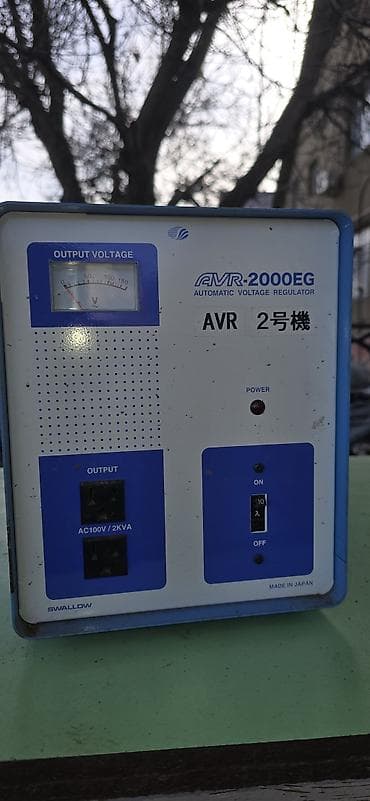 OUTPUT VOLTAGE
V
AVR-2000EG
AUTOMATIC VOLTAGE REGULATOR
AVR 2号機
POWER
OUTPUT
AC100V / 2KVA
ON
OFF
MADE IN JAPAN
SWALLOW